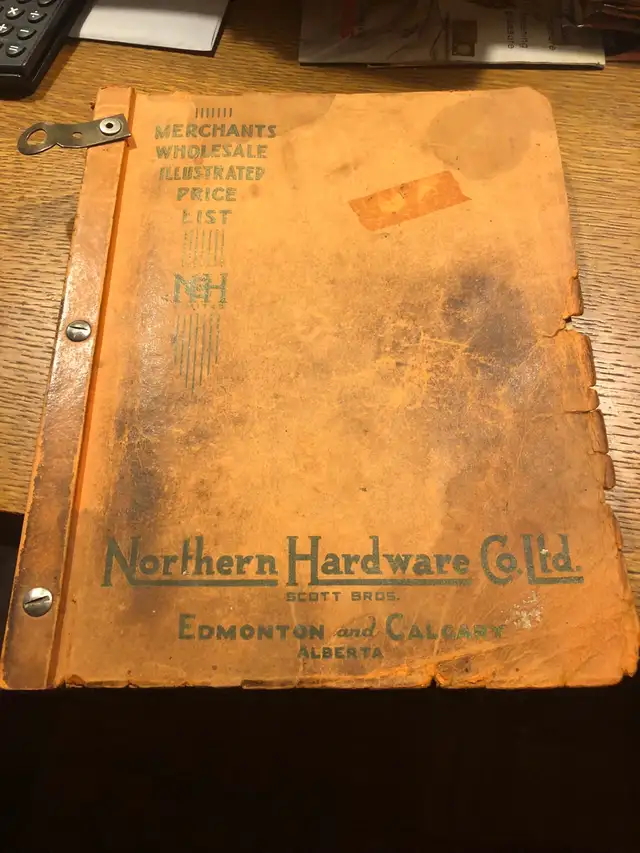 MERCHANTS
WHOLESALE
ILLUSTRATED
PRICE
LIST
NH
Northern Hardware Co. Ltd.
SCOTT BROS.
EDMONTON and CALGARY
ALBERTA